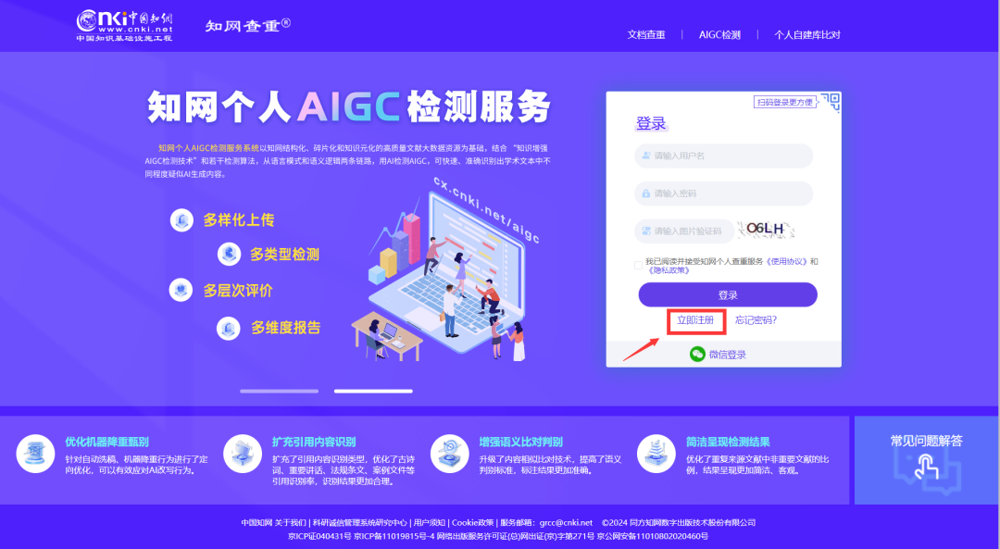 Cnki中国知网
www.cnki.net
中国知识基础设施工程
知网查重®
文档查重 | AIGC检测 | 个人自建库比对
知网个人AIGC检测服务
知网个人AIGC检测服务系统以知网结构化、碎片化和知识元化的高质量文献大数据资源为基础，结合 “知识增强
AIGC检测技术” 和若干检测算法，从语言模式和语义逻辑两条链路，用AI检测AIGC，可快速、准确识别出学术文本中不
同程度疑似AI生成内容。
cx.cnki.net/aigc
多样化上传
多类型检测
多层次评价
多维度报告
扫码登录更方便
登录
请输入用户名
请输入密码
请输入图片验证码
O6LH
我已阅读并接受知网个人查重服务《使用协议》和
《隐私政策》
登录
立即注册 忘记密码?
微信登录
优化机器降重甄别
针对自动洗稿、机器降重行为进行了定
向优化，可以有效应对AI改写行为。
扩充引用内容识别
扩充了引用内容识别类型，优化了古诗
词、重要讲话、法规条文、案例文件等
引用识别率，识别结果更加合理。
增强语义比对判别
升级了内容相似比对技术，提高了语义
判别标准，标注结果更加准确。
简洁呈现检测结果
优化了重复来源文献中非重要文献的比
例，结果呈现更加简洁、客观。
常见问题解答
中国知网 关于我们 | 科研诚信管理系统研究中心 | 用户须知 | Cookie政策 | 服务邮箱：grcc@cnki.net ©2024 同方知网数字出版技术股份有限公司
京ICP证040431号 京ICP备11019815号-4 网络出版服务许可证(总)网出证(京)字第271号 京公网安备11010802020460号